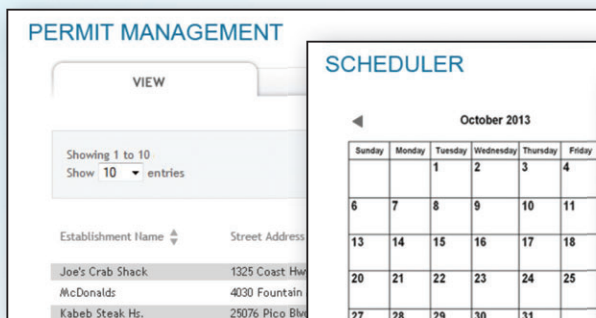 PERMIT MANAGEMENT
VIEW
Showing 1 to 10
Show 10 entries
Establishment Name Street Address
Joe's Crab Shack 1325 Coast Hw
McDonalds 4030 Fountain
Kabeb Steak Hs. 25076 Pico Blv
SCHEDULER
October 2013
Sunday Monday Tuesday Wednesday Thursday Friday
1 2 3 4
6 7 8 9 10 11
13 14 15 16 17 18
20 21 22 23 24 25
27 28 29 30 31